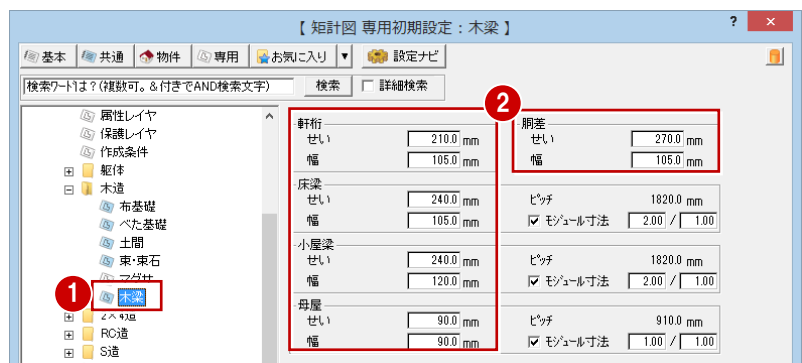 【 矩計図 専用初期設定：木梁 】
? ×
基本 共通 物件 専用 お気に入り ▼ 設定ナビ
検索ワードは？(複数可。&付きでAND検索文字) 検索 詳細検索
属性レイヤ
保護レイヤ
作成条件
躯体
木造
布基礎
べた基礎
土間
束・束石
マグサ
1 木梁
2×4造
RC造
S造
2
軒桁
せい 210.0 mm
幅 105.0 mm
胴差
せい 270.0 mm
幅 105.0 mm
床梁
せい 240.0 mm ピッチ 1820.0 mm
幅 105.0 mm モジュール寸法 2.00 / 1.00
小屋梁
せい 240.0 mm ピッチ 1820.0 mm
幅 120.0 mm モジュール寸法 2.00 / 1.00
母屋
せい 90.0 mm ピッチ 910.0 mm
幅 90.0 mm モジュール寸法 1.00 / 1.00